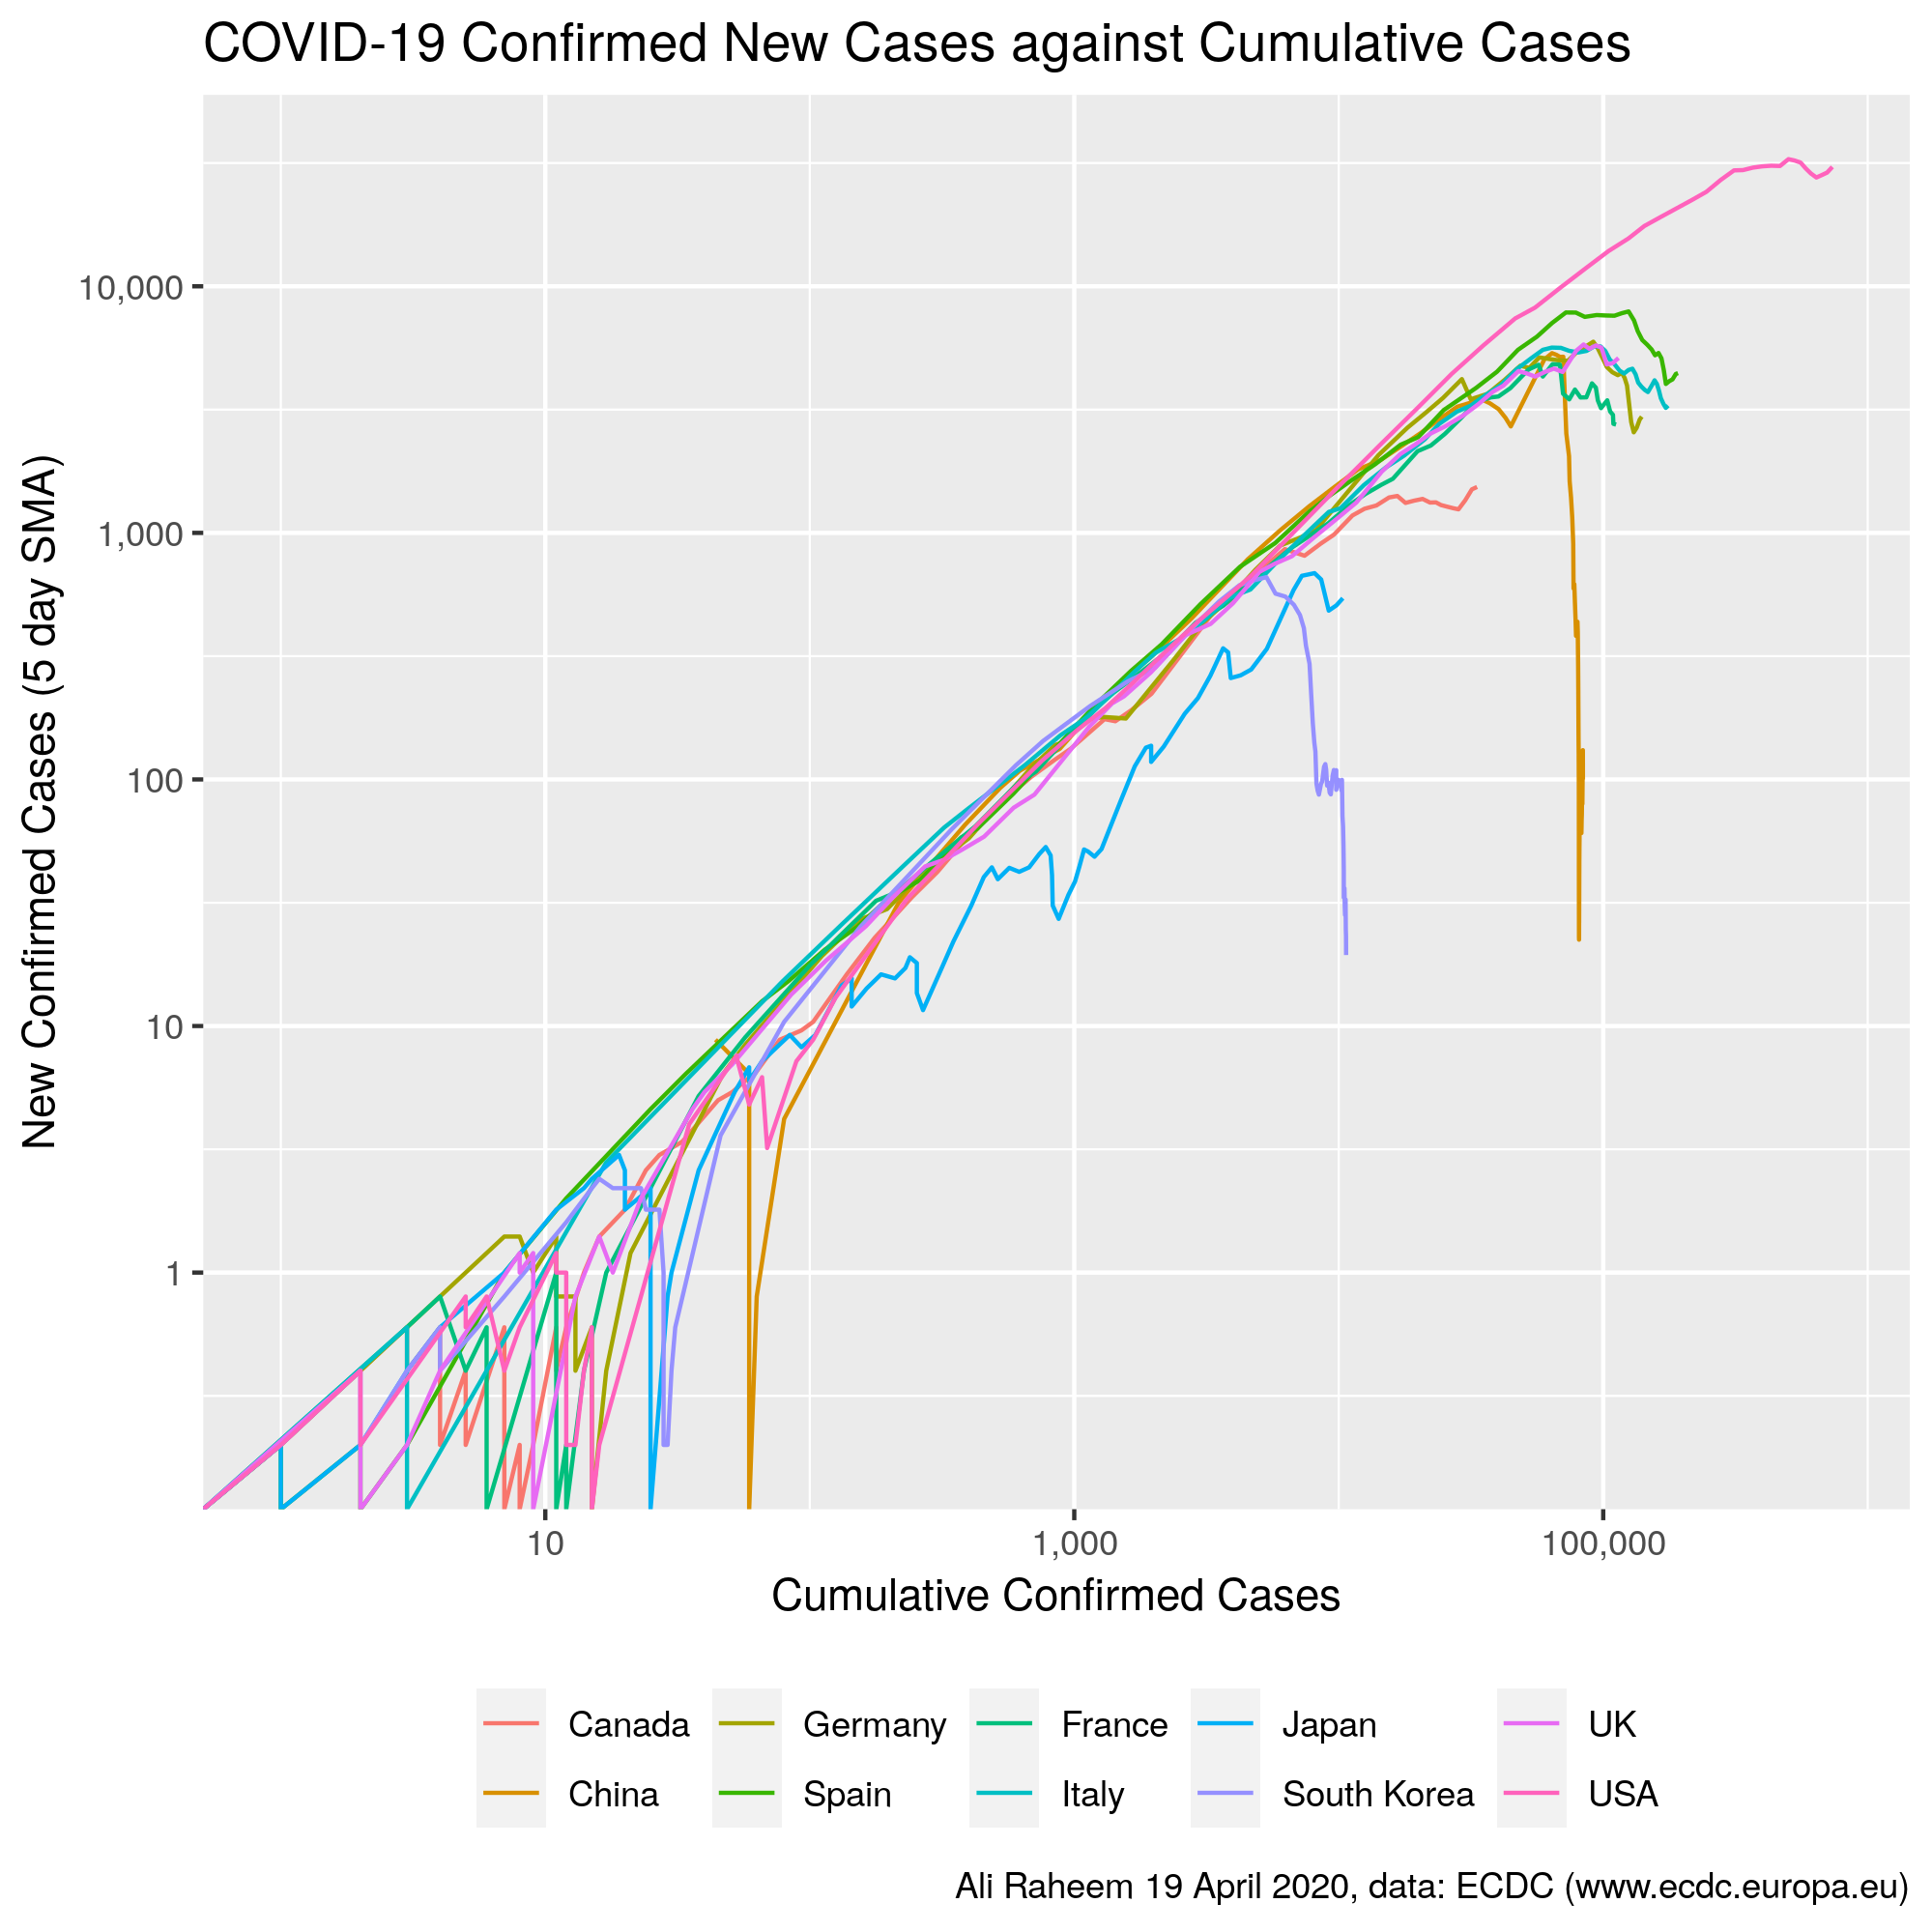 COVID-19 Confirmed New Cases against Cumulative Cases
New Confirmed Cases (5 day SMA)
10,000
1,000
100
10
1
10
1,000
100,000
Cumulative Confirmed Cases
Canada
Germany
France
Japan
UK
China
Spain
Italy
South Korea
USA
Ali Raheem 19 April 2020, data: ECDC (www.ecdc.europa.eu)